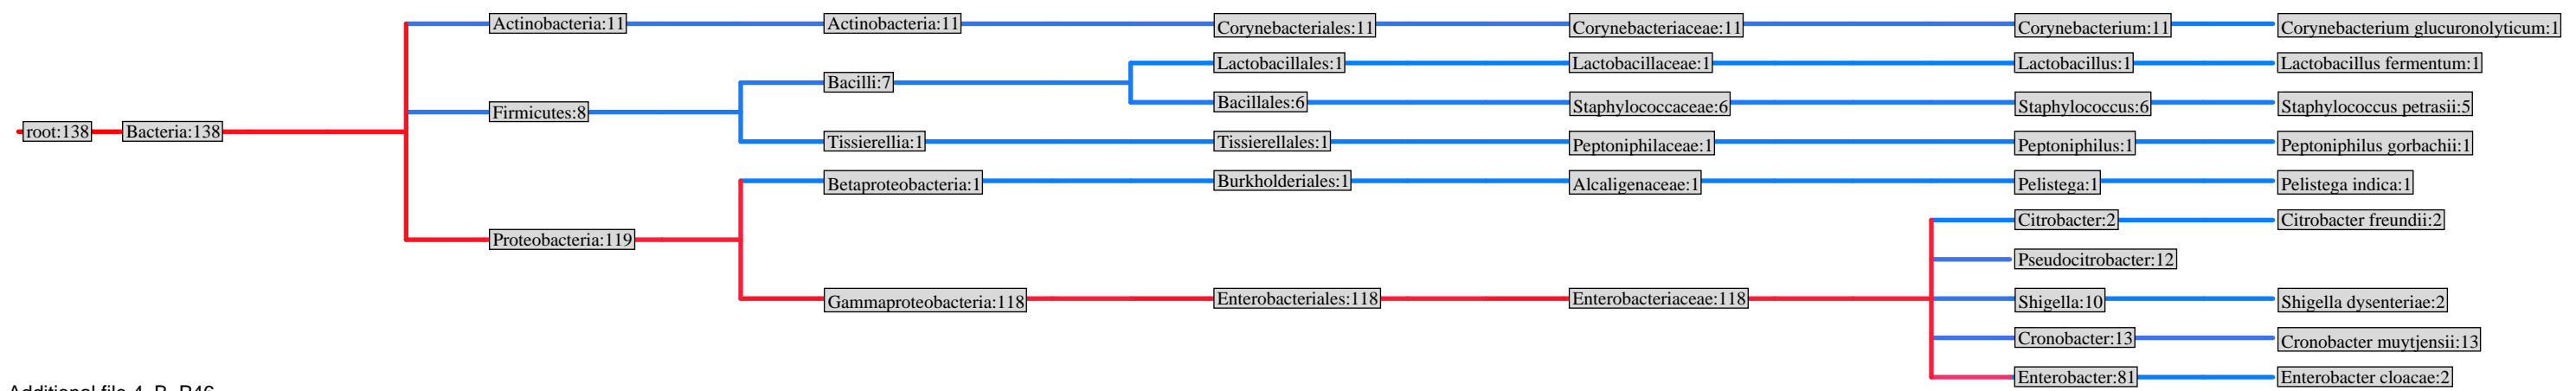 Actinobacteria:11 Actinobacteria:11 Corynebacteriales:11 Corynebacteriaceae:11 Corynebacterium:11 Corynebacterium glucuronolyticum:1
Lactobacillales:1 Lactobacillaceae:1 Lactobacillus:1 Lactobacillus fermentum:1
Bacilli:7
Bacillales:6 Staphylococcaceae:6 Staphylococcus:6 Staphylococcus petrasii:5
Firmicutes:8
root:138 Bacteria:138
Tissierellia:1 Tissierellales:1 Peptoniphilaceae:1 Peptoniphilus:1 Peptoniphilus gorbachii:1
Betaproteobacteria:1 Burkholderiales:1 Alcaligenaceae:1 Pelistega:1 Pelistega indica:1
Citrobacter:2 Citrobacter freundii:2
Proteobacteria:119
Pseudocitrobacter:12
Gammaproteobacteria:118 Enterobacteriales:118 Enterobacteriaceae:118 Shigella:10 Shigella dysenteriae:2
Cronobacter:13 Cronobacter muytjensii:13
Enterobacter:81 Enterobacter cloacae:2